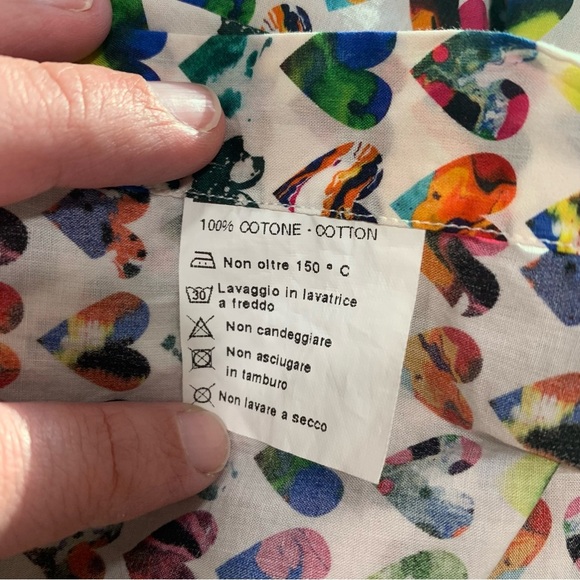 100% COTONE - COTTON
Non oltre 150 ° C
30 Lavaggio in lavatrice
a freddo
Non candeggiare
Non asciugare
in tamburo
Non lavare a secco